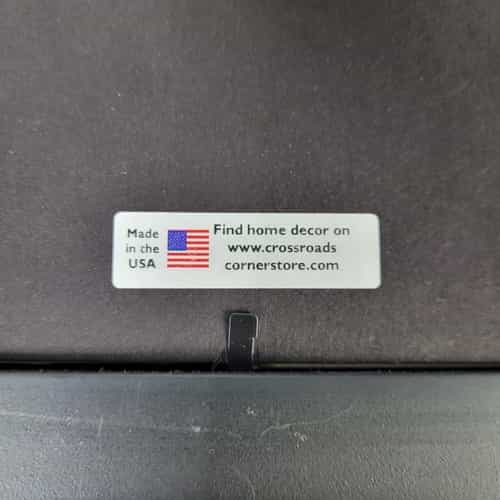 Made
in the
USA
Find home decor on
www.crossroads
cornerstore.com